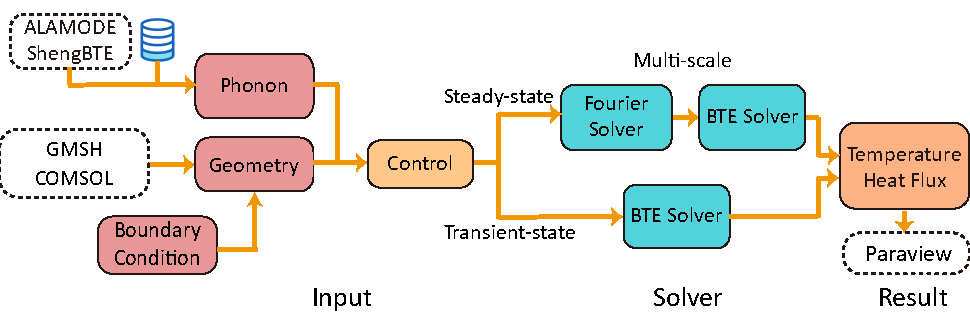 ALAMODE
ShengBTE
Phonon
GMSH
COMSOL
Geometry
Boundary
Condition
Control
Steady-state
Transient-state
Multi-scale
Fourier
Solver
BTE Solver
BTE Solver
Temperature
Heat Flux
Paraview
Input
Solver
Result